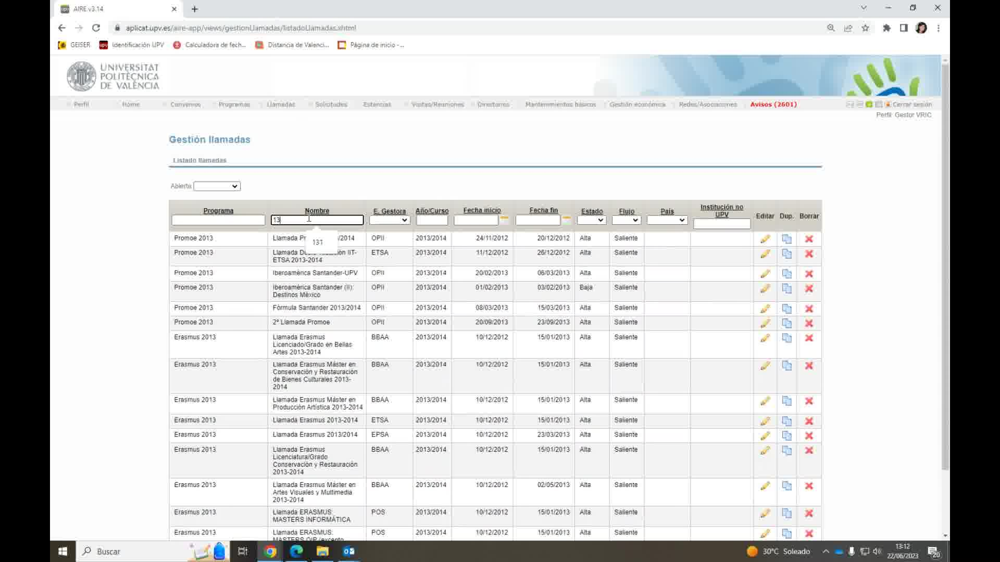 AIRE v3.14
aplicat.upv.es/aire-app/views/gestionLlamadas/listadoLlamadas.xhtml
GEISER
upv
Identificación UPV
Calculadora de fech...
Distancia de Valenci...
Página de inicio -...
UNIVERSITAT
POLITÈCNICA
DE VALÈNCIA
Perfil Home Convenios Programas Llamadas Solicitudes Estancias Visitas/Reuniones Directorios Mantenimientos básicos Gestión económica Redes/Asociaciones Avisos (2601) Cerrar sesión
Perfil: Gestor VRIC
Gestión llamadas
Listado llamadas
Abierta
Programa Nombre E. Gestora Año/Curso Fecha inicio Fecha fin Estado Flujo País Institución no UPV Editar Dup. Borrar
13
131
Promoe 2013 Llamada Pr /2014 OPII 2013/2014 24/11/2012 20/12/2012 Alta Saliente
Promoe 2013 Llamada IIT- ETSA 2013/2014 11/12/2012 26/12/2012 Alta Saliente
ETSA 2013-2014
Promoe 2013 Iberoamérica Santander-UPV OPII 2013/2014 20/02/2013 06/03/2013 Alta Saliente
Promoe 2013 Iberoamérica Santander (II): OPII 2013/2014 01/02/2013 03/02/2013 Baja Saliente
Destinos México
Promoe 2013 Fórmula Santander 2013/2014 OPII 2013/2014 08/03/2013 15/03/2013 Alta Saliente
Promoe 2013 2ª Llamada Promoe OPII 2013/2014 20/09/2013 23/09/2013 Alta Saliente
Erasmus 2013 Llamada Erasmus BBAA 2013/2014 10/12/2012 15/01/2013 Alta Saliente
Licenciado/Grado en Bellas
Artes 2013-2014
Erasmus 2013 Llamada Erasmus Máster en BBAA 2013/2014 10/12/2012 15/01/2013 Alta Saliente
Conservación y Restauración
de Bienes Culturales 2013-
2014
Erasmus 2013 Llamada Erasmus Máster en BBAA 2013/2014 10/12/2012 15/01/2013 Alta Saliente
Producción Artística 2013-2014
Erasmus 2013 Llamada Erasmus 2013-2014 ETSA 2013/2014 10/12/2012 15/01/2013 Alta Saliente
Erasmus 2013 Llamada Erasmus 2013/2014 EPSA 2013/2014 10/12/2012 23/03/2013 Alta Saliente
Erasmus 2013 Llamada Erasmus BBAA 2013/2014 10/12/2012 15/01/2013 Alta Saliente
Licenciatura/Grado
Conservación y Restauración
2013-2014
Erasmus 2013 Llamada Erasmus Máster en BBAA 2013/2014 10/12/2012 02/05/2013 Alta Saliente
Artes Visuales y Multimedia
2013-2014
Erasmus 2013 Llamada ERASMUS: POS 2013/2014 10/12/2012 15/01/2013 Alta Saliente
MASTERS INFORMÁTICA
Erasmus 2013 Llamada ERASMUS: POS 2013/2014 10/12/2012 15/01/2013 Alta Saliente
MASTERS OIP (excepto
Buscar
30°C Soleado
13:12
22/06/2023
20